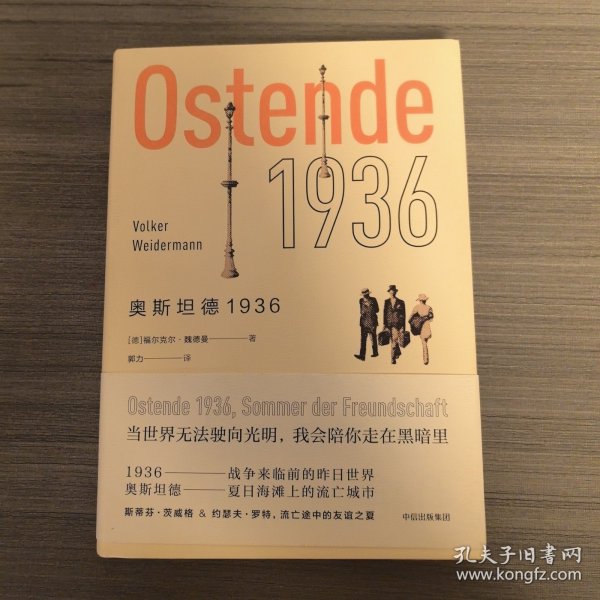 Ostende
1936
Volker
Weidermann
奥斯坦德1936
[德]福尔克尔·魏德曼——著
郭力——译
Ostende 1936, Sommer der Freundschaft
当世界无法驶向光明，我会陪你走在黑暗里
1936——战争来临前的昨日世界
奥斯坦德——夏日海滩上的流亡城市
斯蒂芬·茨威格 & 约瑟夫·罗特，流亡途中的友谊之夏
中信出版集团
孔夫子旧书网
www.kongfz.com